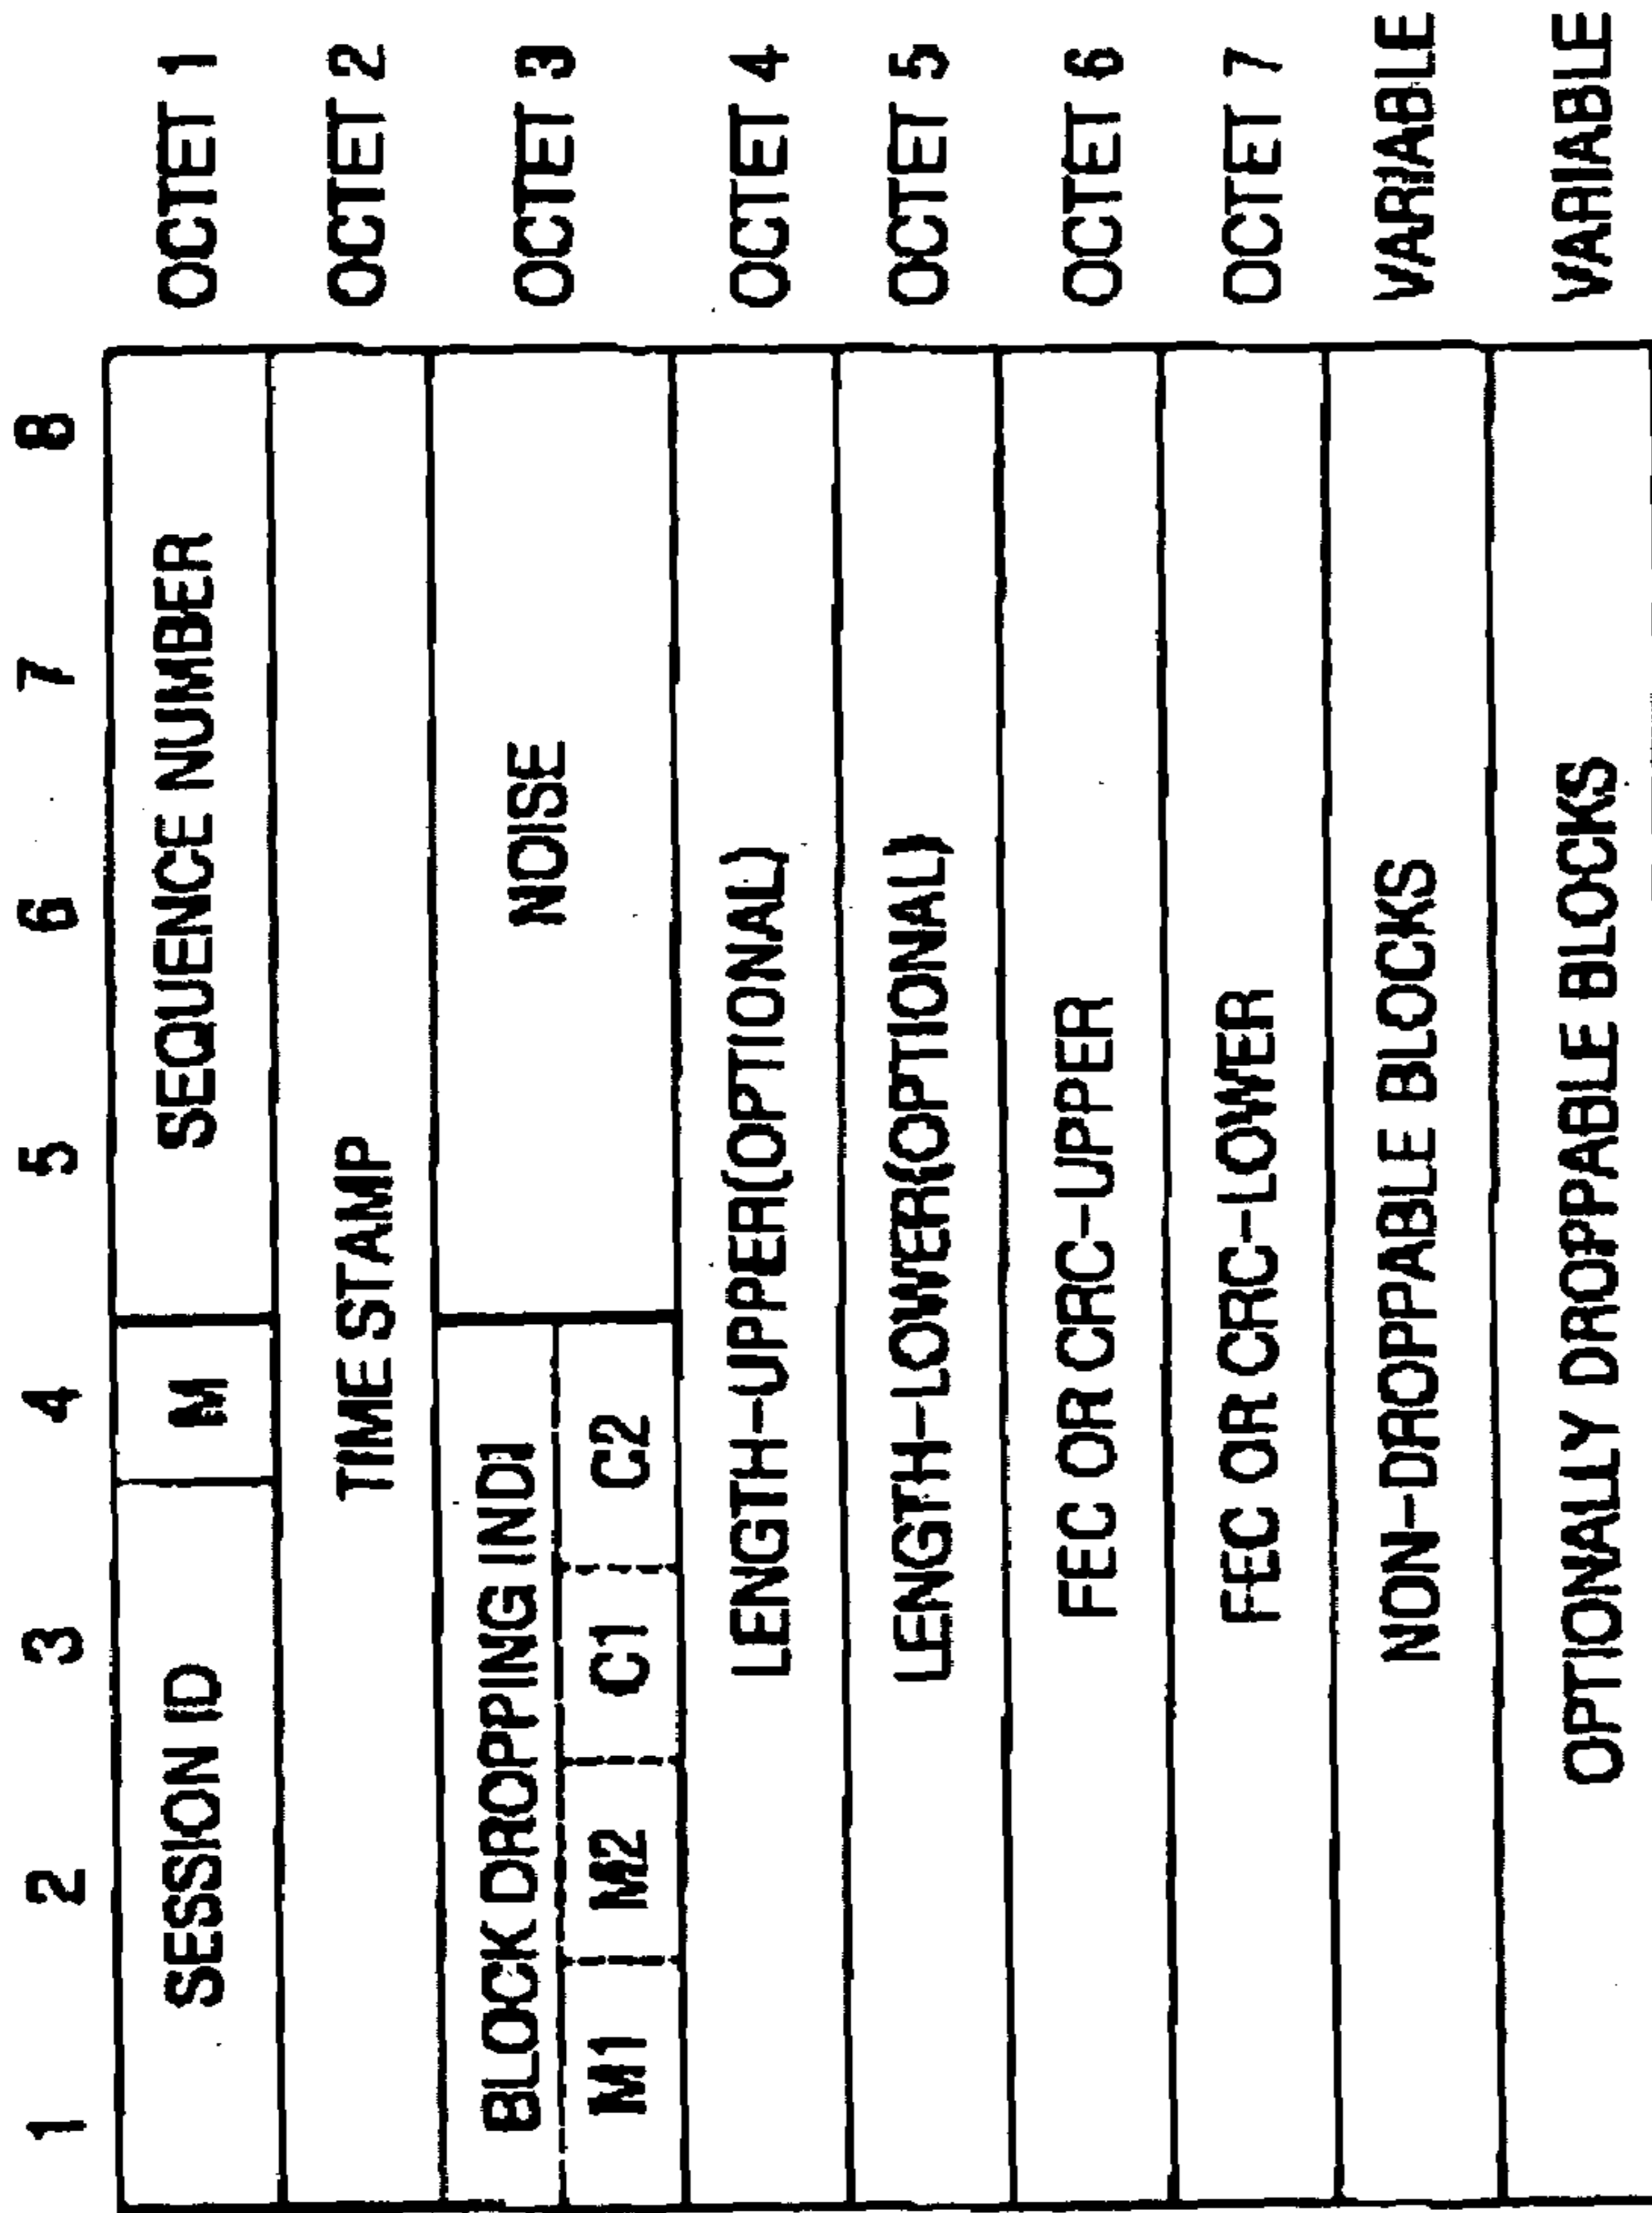 1 2 3 4 5 6 7 8
SESSION ID M SEQUENCE NUMBER OCTET 1
TIME STAMP OCTET 2
BLOCK DROPPING INDI NOISE OCTET 3
M1 M2 C1 C2
LENGTH-UPPER(OPTIONAL) OCTET 4
LENGTH-LOWER(OPTIONAL) OCTET 5
FEC OR CRC-UPPER OCTET 6
FEC OR CRC-LOWER OCTET 7
NON-DROPPABLE BLOCKS VARIABLE
OPTIONALLY DROPPABLE BLOCKS VARIABLE